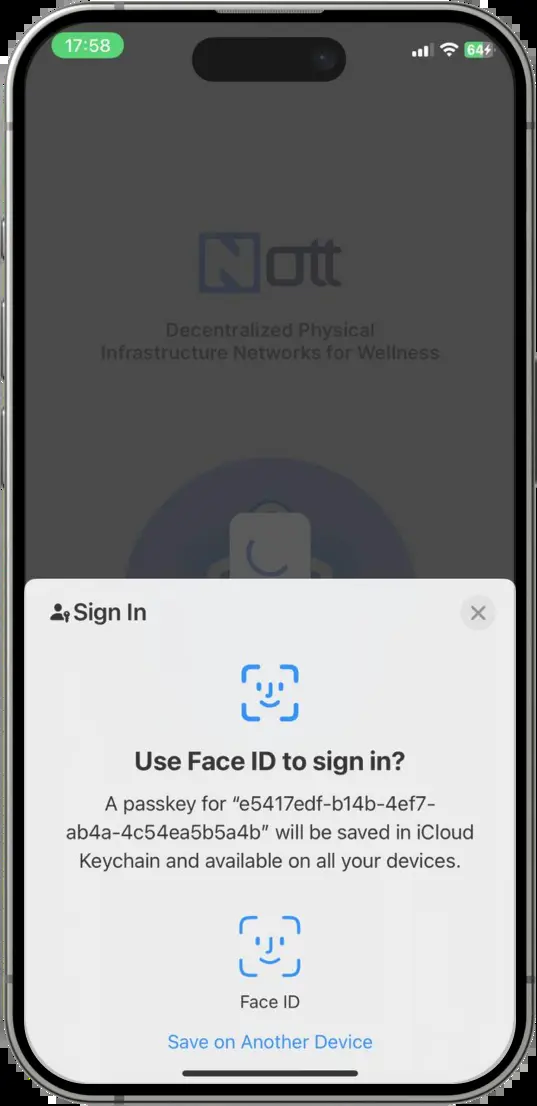 17:58
64
Nott
Decentralized Physical
Infrastructure Networks for Wellness
Sign In
Use Face ID to sign in?
A passkey for “e5417edf-b14b-4ef7-
ab4a-4c54ea5b5a4b” will be saved in iCloud
Keychain and available on all your devices.
Face ID
Save on Another Device